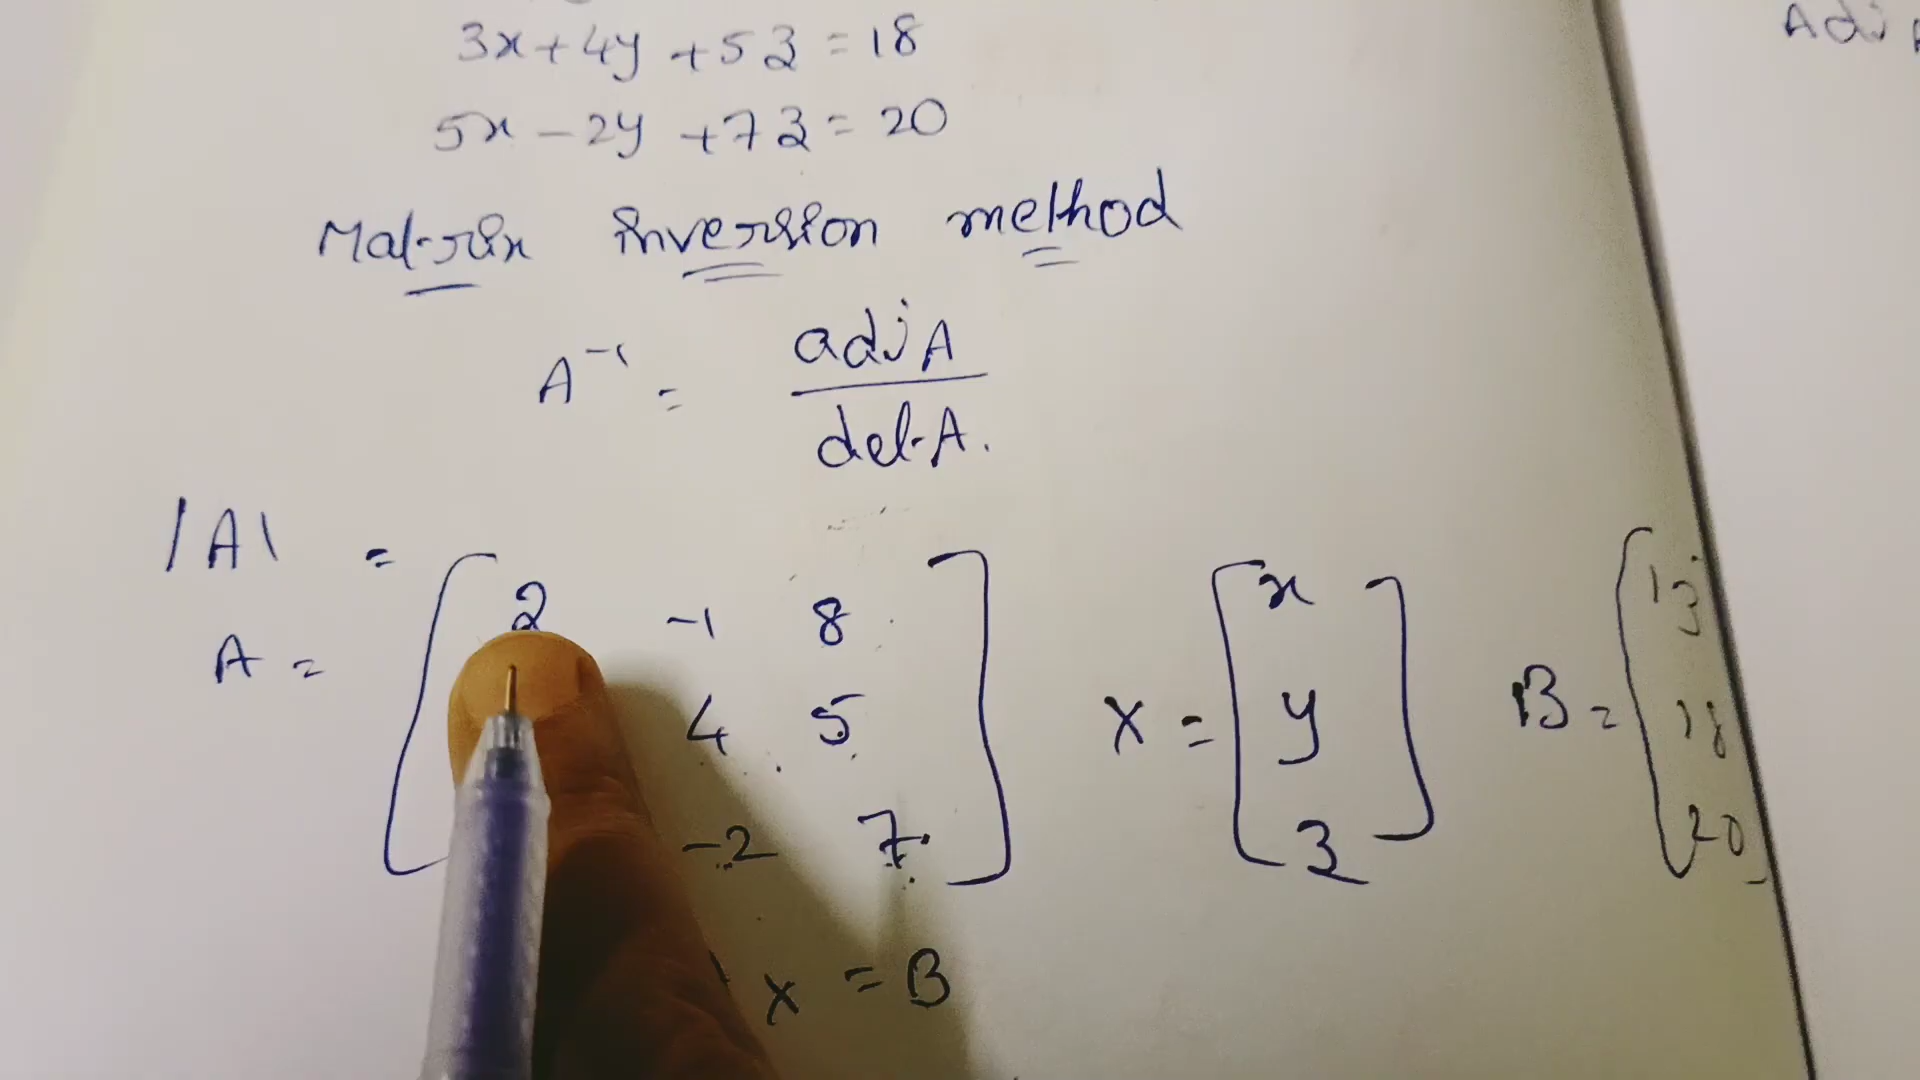 3x+4y+5z=18
5x-2y+7z=20
Matrix inversion method
A⁻¹ = adj A / det A.
|A| =
A = [ 2 -1 8
4 5
-2 7 ]
X = [ x
y
z ]
B = [ 13
18
20 ]
X = B
Adj